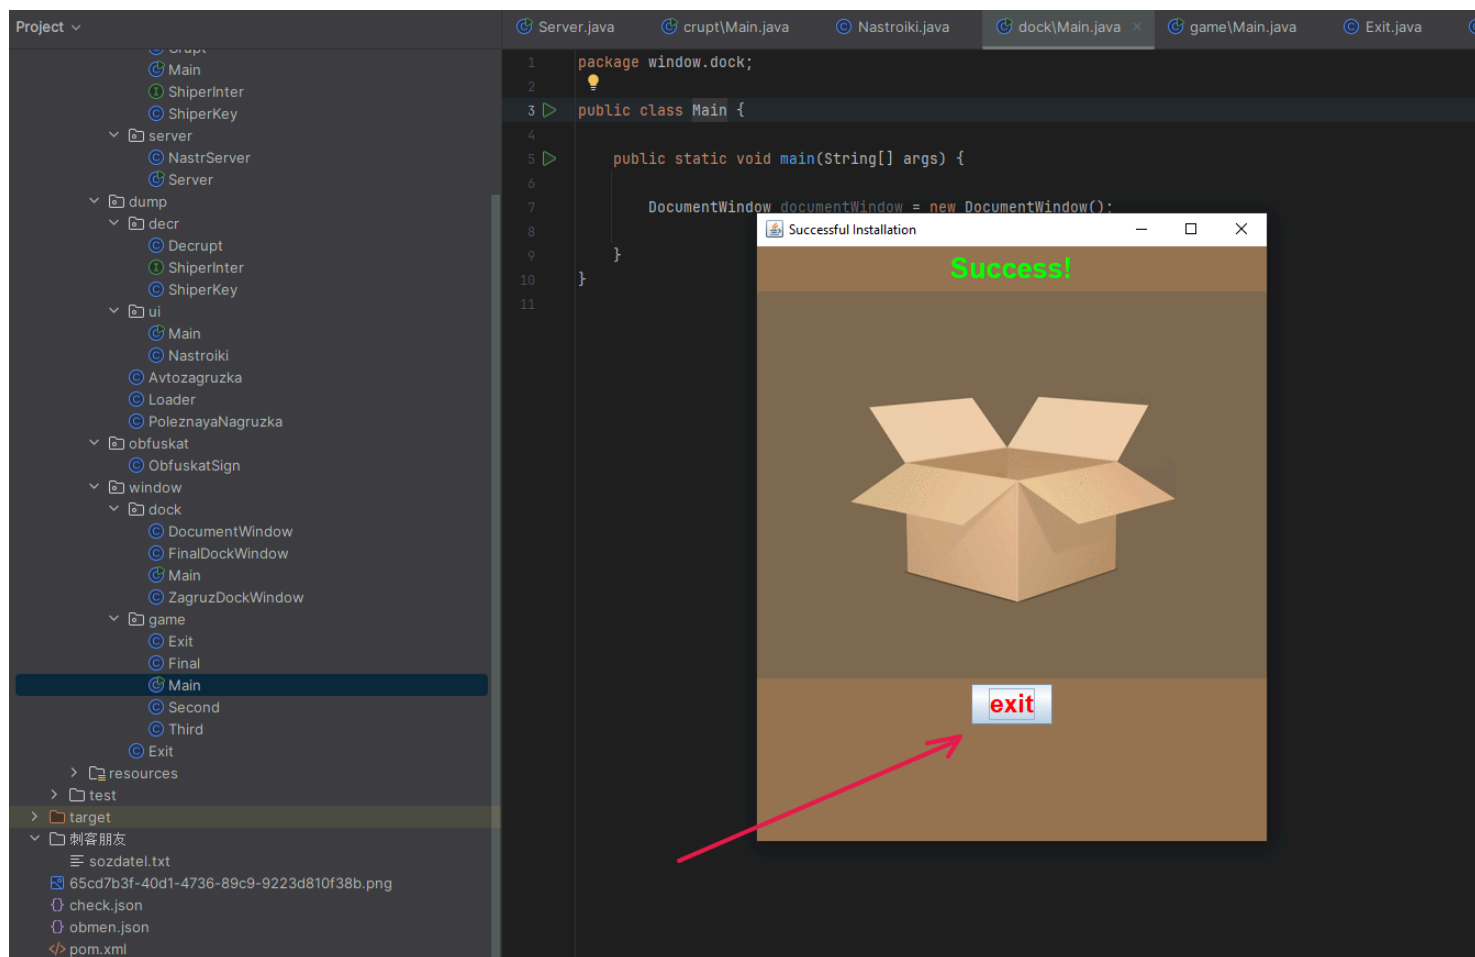 Project
Server.java crupt\Main.java Nastroiki.java dock\Main.java game\Main.java Exit.java
Crupt
Main
ShiperInter
ShiperKey
server
NastrServer
Server
dump
decr
Decrupt
ShiperInter
ShiperKey
ui
Main
Nastroiki
Avtozagruzka
Loader
PoleznayaNagruzka
obfuskat
ObfuskatSign
window
dock
DocumentWindow
FinalDockWindow
Main
ZagruzDockWindow
game
Exit
Final
Main
Second
Third
Exit
resources
test
target
刺客朋友
sozdatel.txt
65cd7b3f-40d1-4736-89c9-9223d810f38b.png
check.json
obmen.json
pom.xml
1 package window.dock;
2
3 public class Main {
4
5 public static void main(String[] args) {
6
7 DocumentWindow documentWindow = new DocumentWindow();
8
9 }
10 }
11
Successful Installation
Success!
exit